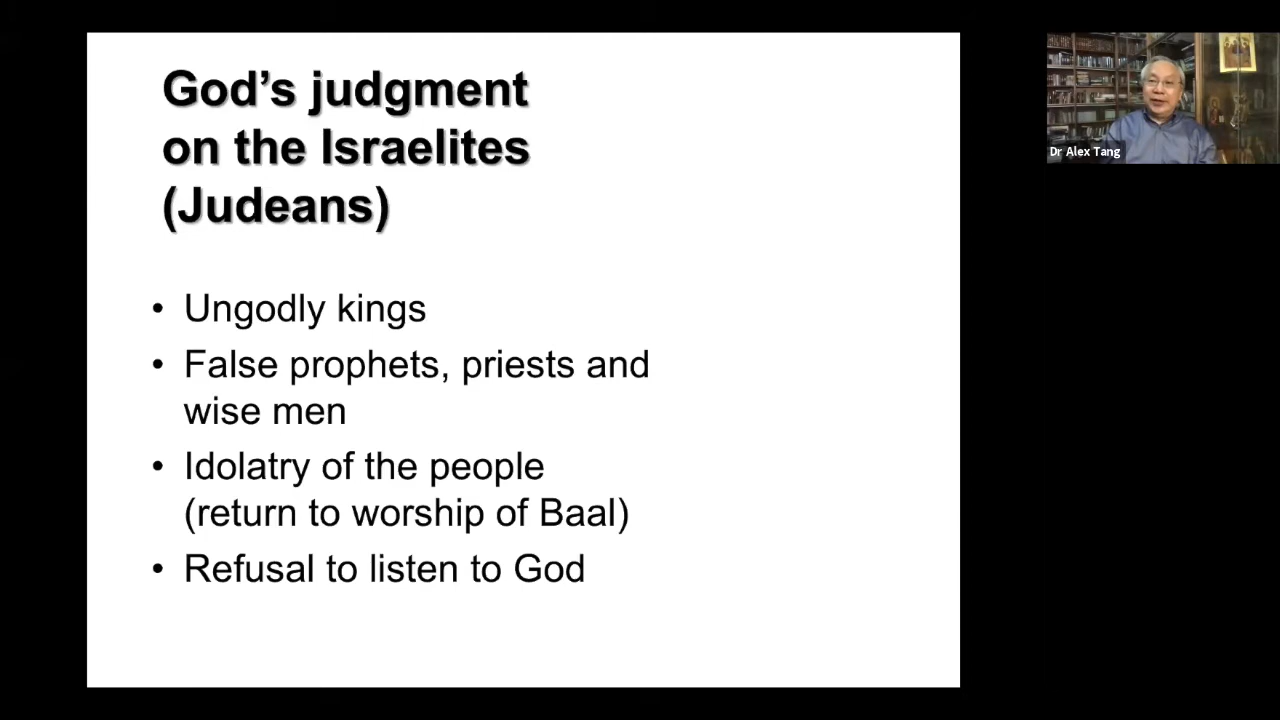 God’s judgment
on the Israelites
(Judeans)
• Ungodly kings
• False prophets, priests and
wise men
• Idolatry of the people
(return to worship of Baal)
• Refusal to listen to God
Dr Alex Tang